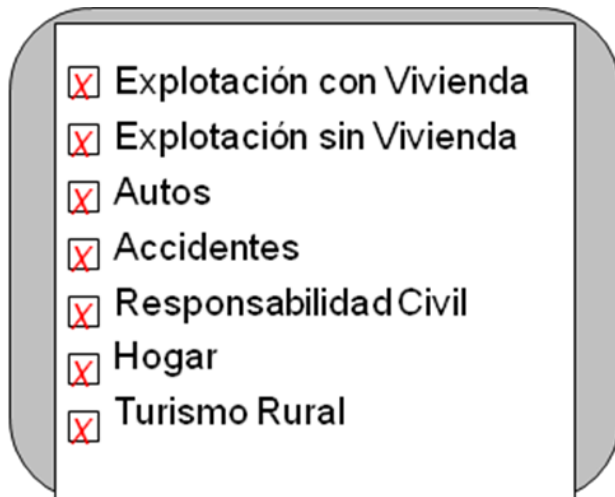 Explotación con Vivienda
Explotación sin Vivienda
Autos
Accidentes
Responsabilidad Civil
Hogar
Turismo Rural